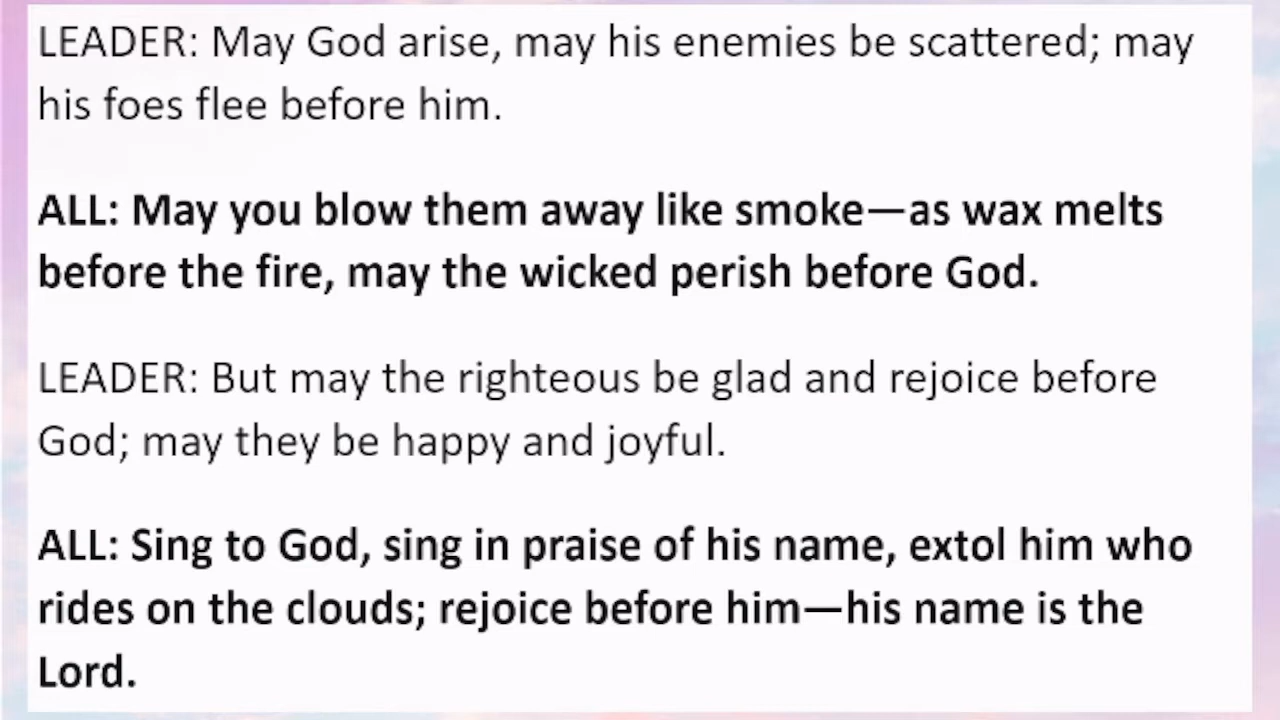 LEADER: May God arise, may his enemies be scattered; may
his foes flee before him.
ALL: May you blow them away like smoke—as wax melts
before the fire, may the wicked perish before God.
LEADER: But may the righteous be glad and rejoice before
God; may they be happy and joyful.
ALL: Sing to God, sing in praise of his name, extol him who
rides on the clouds; rejoice before him—his name is the
Lord.